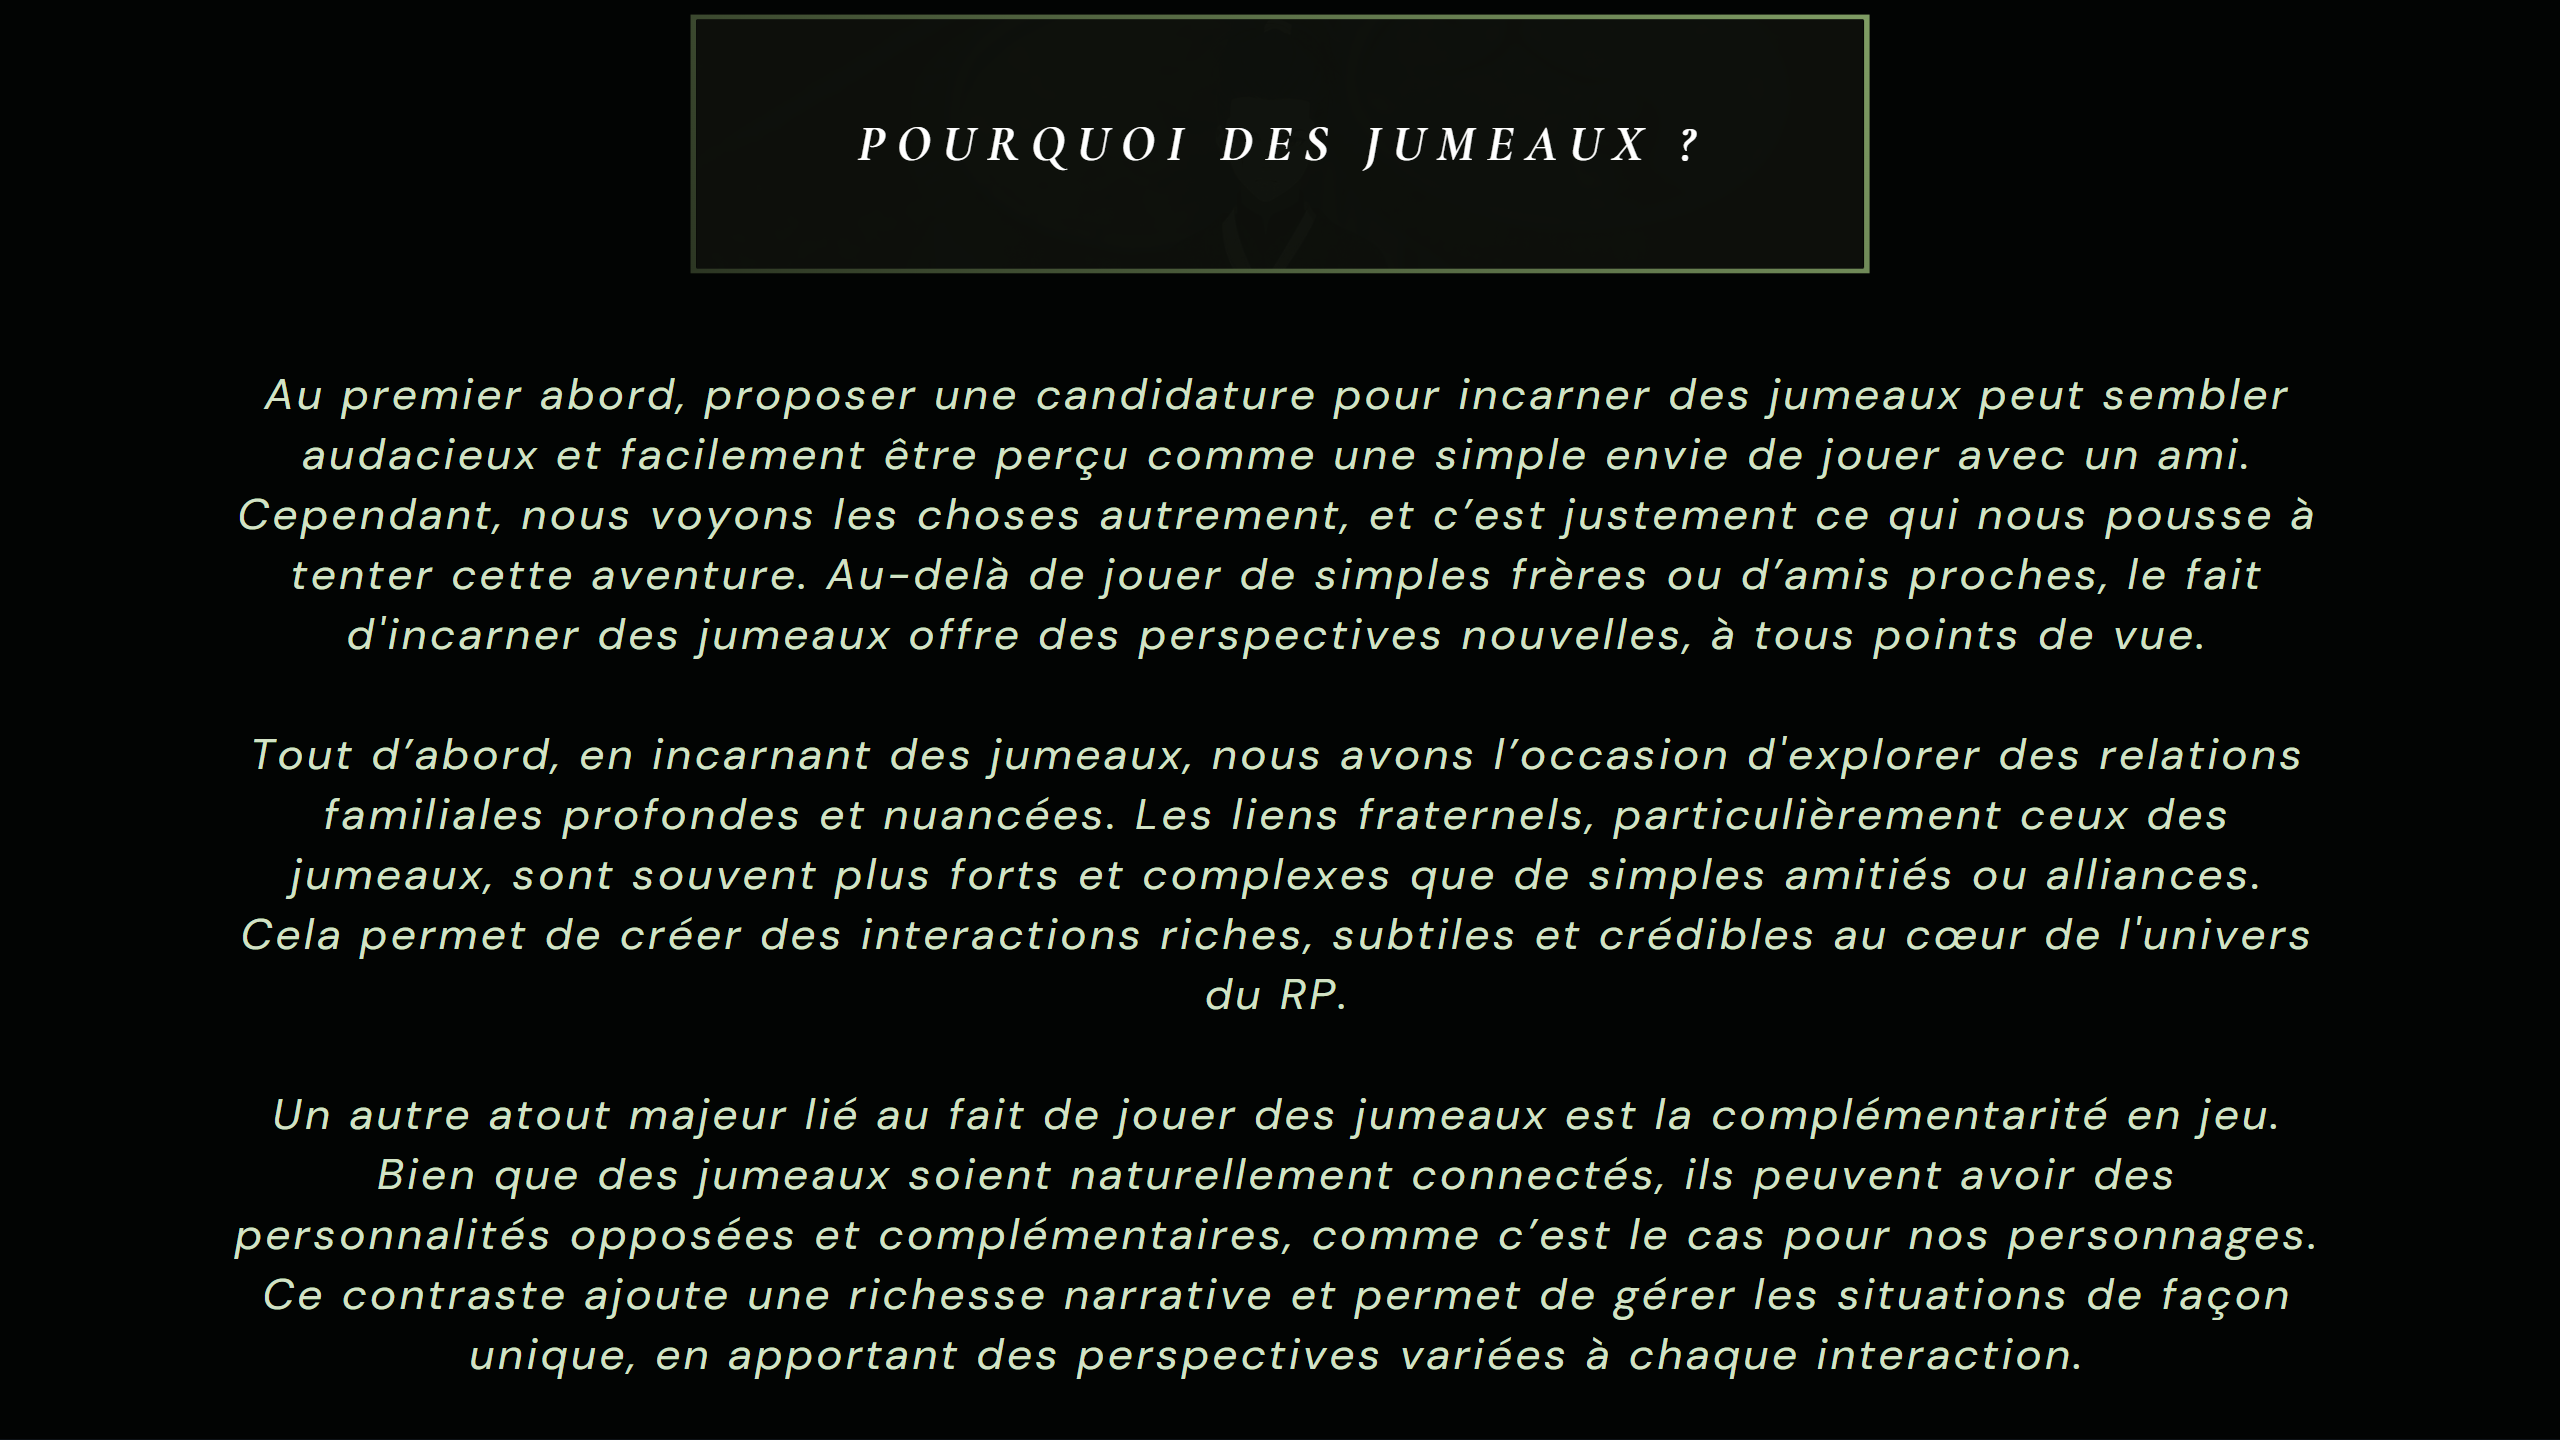 POURQUOI DES JUMEAUX ?
Au premier abord, proposer une candidature pour incarner des jumeaux peut sembler
audacieux et facilement être perçu comme une simple envie de jouer avec un ami.
Cependant, nous voyons les choses autrement, et c’est justement ce qui nous pousse à
tenter cette aventure. Au-delà de jouer de simples frères ou d’amis proches, le fait
d'incarner des jumeaux offre des perspectives nouvelles, à tous points de vue.
Tout d’abord, en incarnant des jumeaux, nous avons l’occasion d'explorer des relations
familiales profondes et nuancées. Les liens fraternels, particulièrement ceux des
jumeaux, sont souvent plus forts et complexes que de simples amitiés ou alliances.
Cela permet de créer des interactions riches, subtiles et crédibles au cœur de l'univers
du RP.
Un autre atout majeur lié au fait de jouer des jumeaux est la complémentarité en jeu.
Bien que des jumeaux soient naturellement connectés, ils peuvent avoir des
personnalités opposées et complémentaires, comme c’est le cas pour nos personnages.
Ce contraste ajoute une richesse narrative et permet de gérer les situations de façon
unique, en apportant des perspectives variées à chaque interaction.